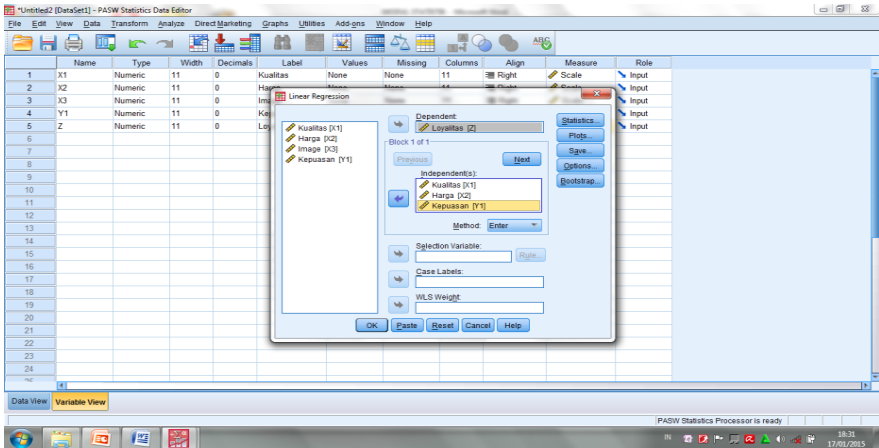 *Untitled2 [DataSet1] - PASW Statistics Data Editor
File Edit View Data Transform Analyze Direct Marketing Graphs Utilities Add-ons Window Help
Name Type Width Decimals Label Values Missing Columns Align Measure Role
1 X1 Numeric 11 0 Kualitas None None 11 Right Scale Input
2 X2 Numeric 11 0 Input
3 X3 Numeric 11 0 Input
4 Y1 Numeric 11 0 Input
5 Z Numeric 11 0 Input
6
7
8
9
10
11
12
13
14
15
16
17
18
19
20
21
22
23
24
Linear Regression
Kualitas [X1]
Harga [X2]
Image [X3]
Kepuasan [Y1]
Dependent:
Loyalitas [Z]
Block 1 of 1
Previous Next
Independent(s):
Kualitas [X1]
Harga [X2]
Kepuasan [Y1]
Method: Enter
Selection Variable:
Rule...
Case Labels:
WLS Weight:
Statistics...
Plots...
Save...
Options...
Bootstrap...
OK Paste Reset Cancel Help
Data View Variable View
PASW Statistics Processor is ready
IN 18:31
17/01/2015